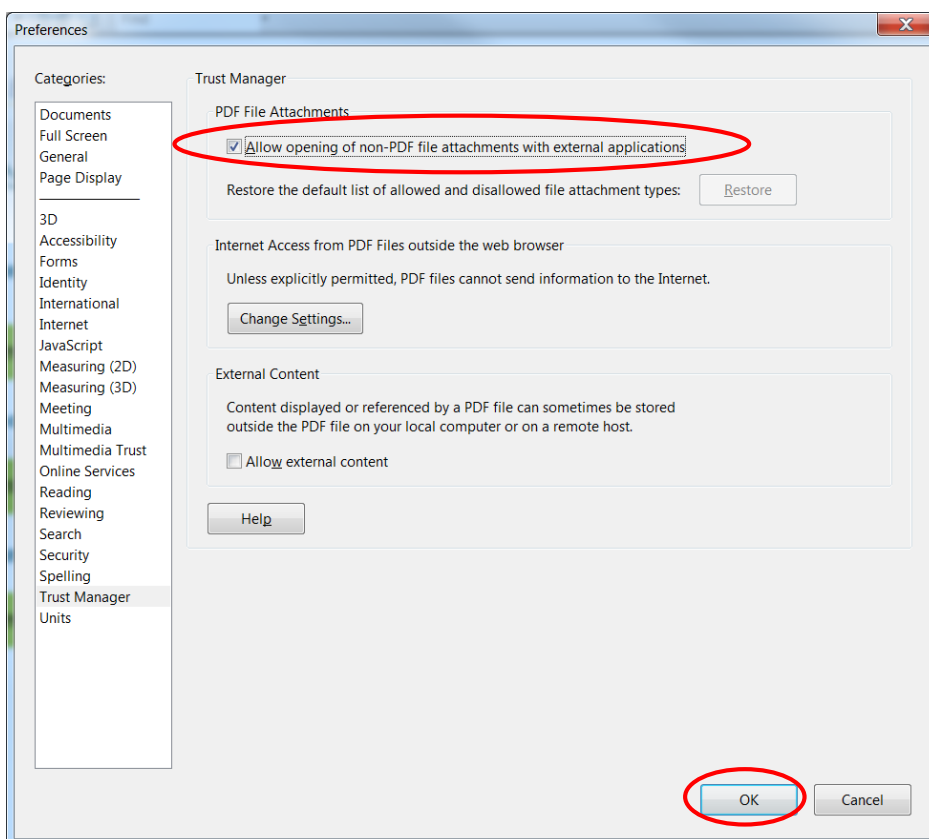 Preferences
Categories:
Documents
Full Screen
General
Page Display
3D
Accessibility
Forms
Identity
International
Internet
JavaScript
Measuring (2D)
Measuring (3D)
Meeting
Multimedia
Multimedia Trust
Online Services
Reading
Reviewing
Search
Security
Spelling
Trust Manager
Units
Trust Manager
PDF File Attachments
Allow opening of non-PDF file attachments with external applications
Restore the default list of allowed and disallowed file attachment types:
Restore
Internet Access from PDF Files outside the web browser
Unless explicitly permitted, PDF files cannot send information to the Internet.
Change Settings...
External Content
Content displayed or referenced by a PDF file can sometimes be stored
outside the PDF file on your local computer or on a remote host.
Allow external content
Help
OK
Cancel